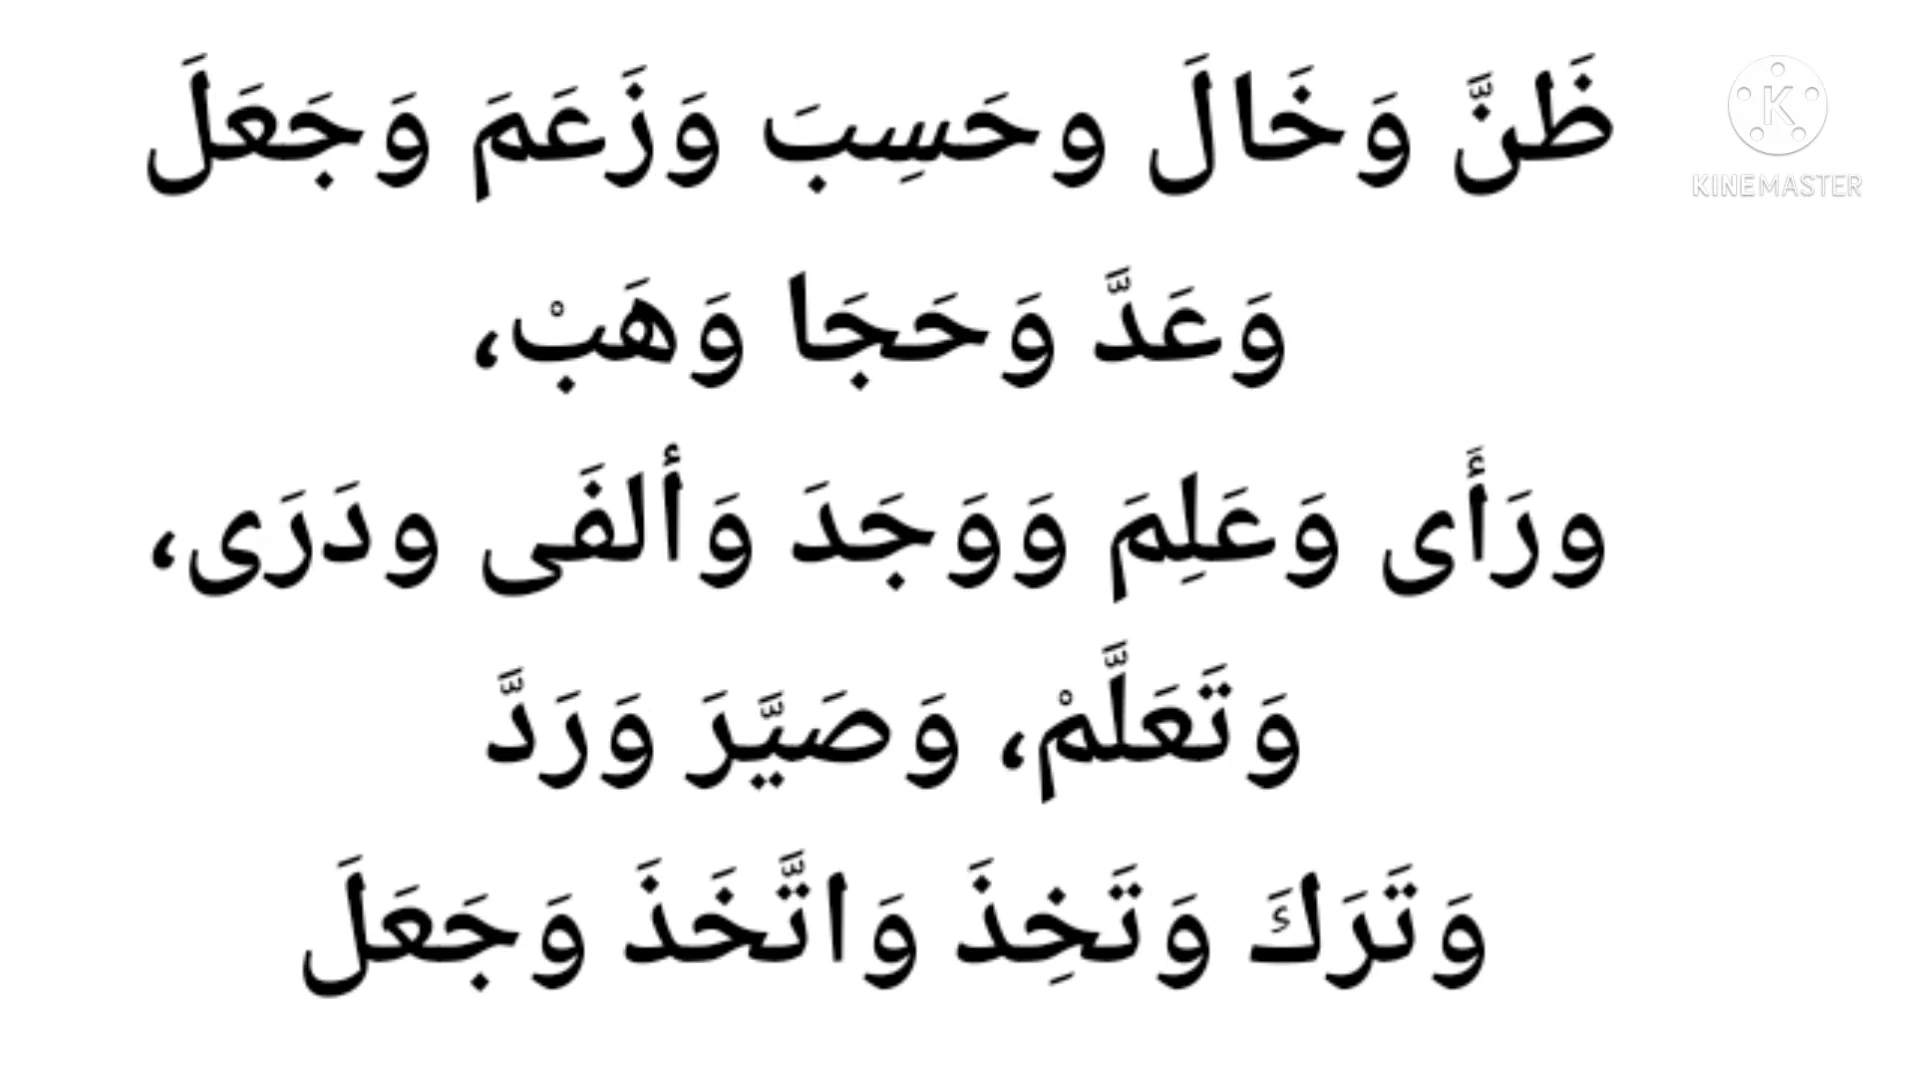 ظَنَّ وَخَالَ وحَسِبَ وَزَعَمَ وَجَعَلَ
KINEMASTER
وَعَدَّ وَحَجَا وَهَبْ،
ورَأَى وَعَلِمَ وَوَجَدَ وَألفَى ودَرَى،
وَتَعَلَّمْ، وَصَيَّرَ وَرَدَّ
وَتَرَكَ وَتَخِذَ وَاتَّخَذَ وَجَعَلَ